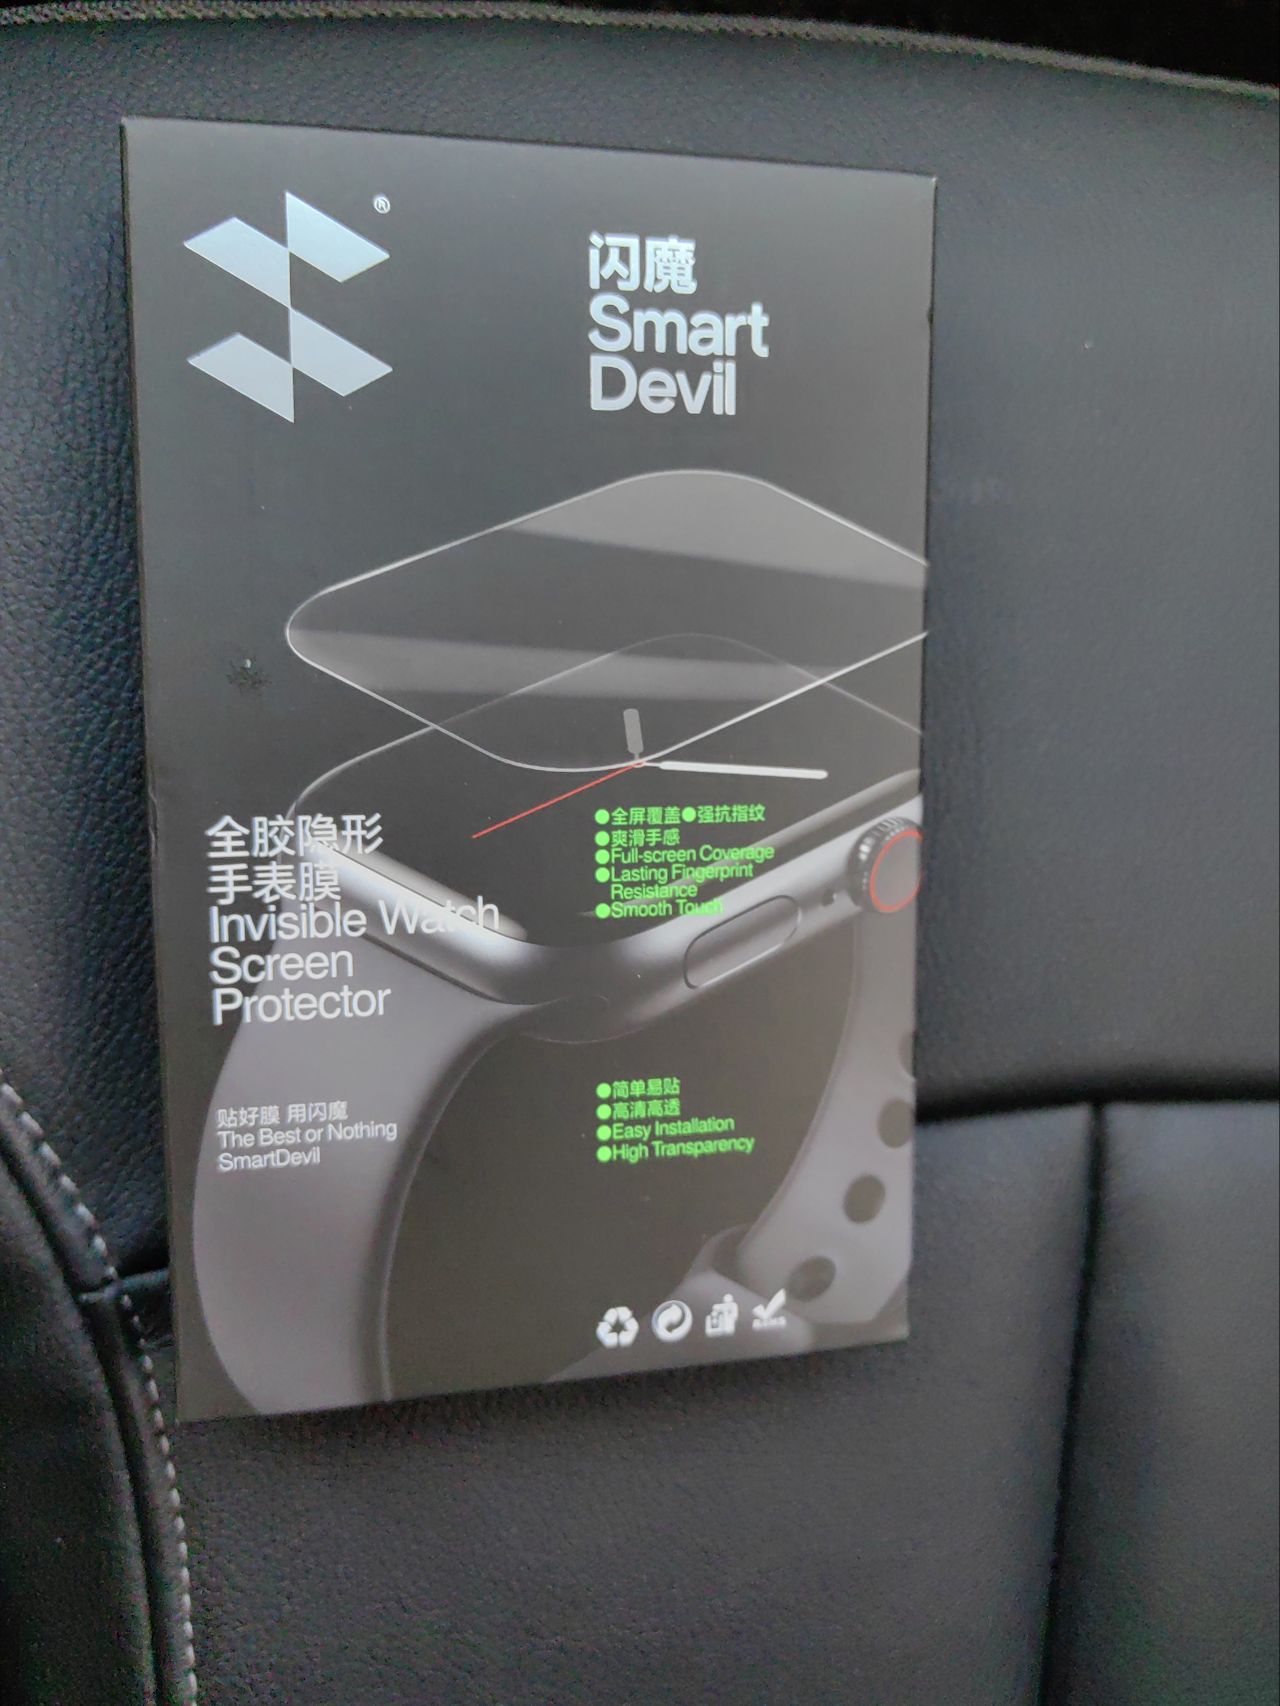 ®
闪魔
Smart
Devil
全胶隐形
手表膜
Invisible Watch
Screen
Protector
●全屏覆盖●强抗指纹
●爽滑手感
●Full-screen Coverage
●Lasting Fingerprint
Resistance
●Smooth Touch
贴好膜 用闪魔
The Best or Nothing
SmartDevil
●简单易贴
●高清高透
●Easy Installation
●High Transparency